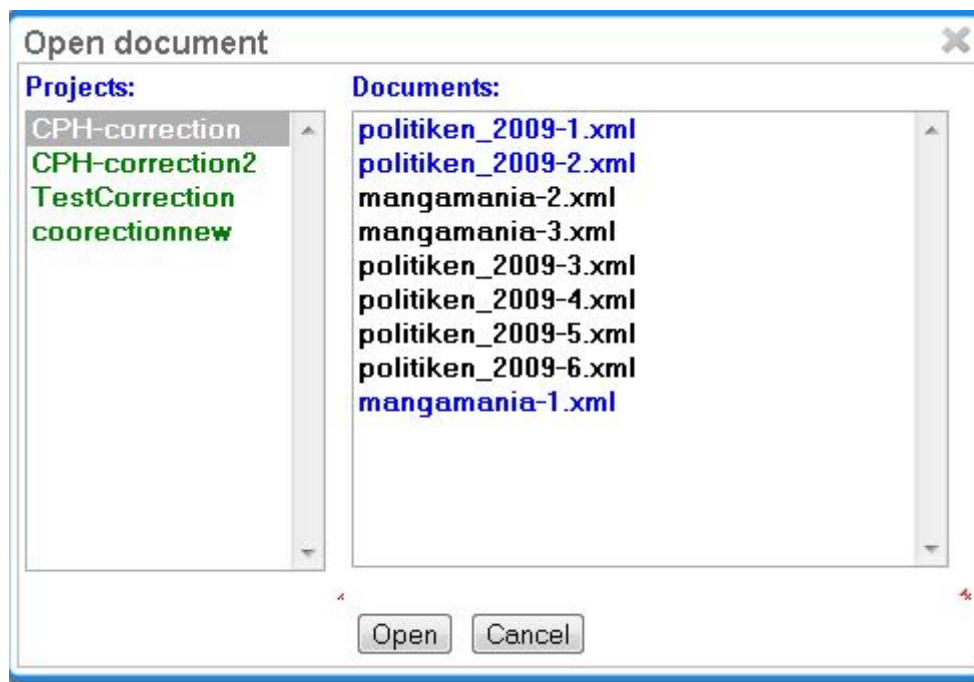 Open document
Projects:
CPH-correction
CPH-correction2
TestCorrection
coorectionnew
Documents:
politiken_2009-1.xml
politiken_2009-2.xml
mangamania-2.xml
mangamania-3.xml
politiken_2009-3.xml
politiken_2009-4.xml
politiken_2009-5.xml
politiken_2009-6.xml
mangamania-1.xml
Open
Cancel